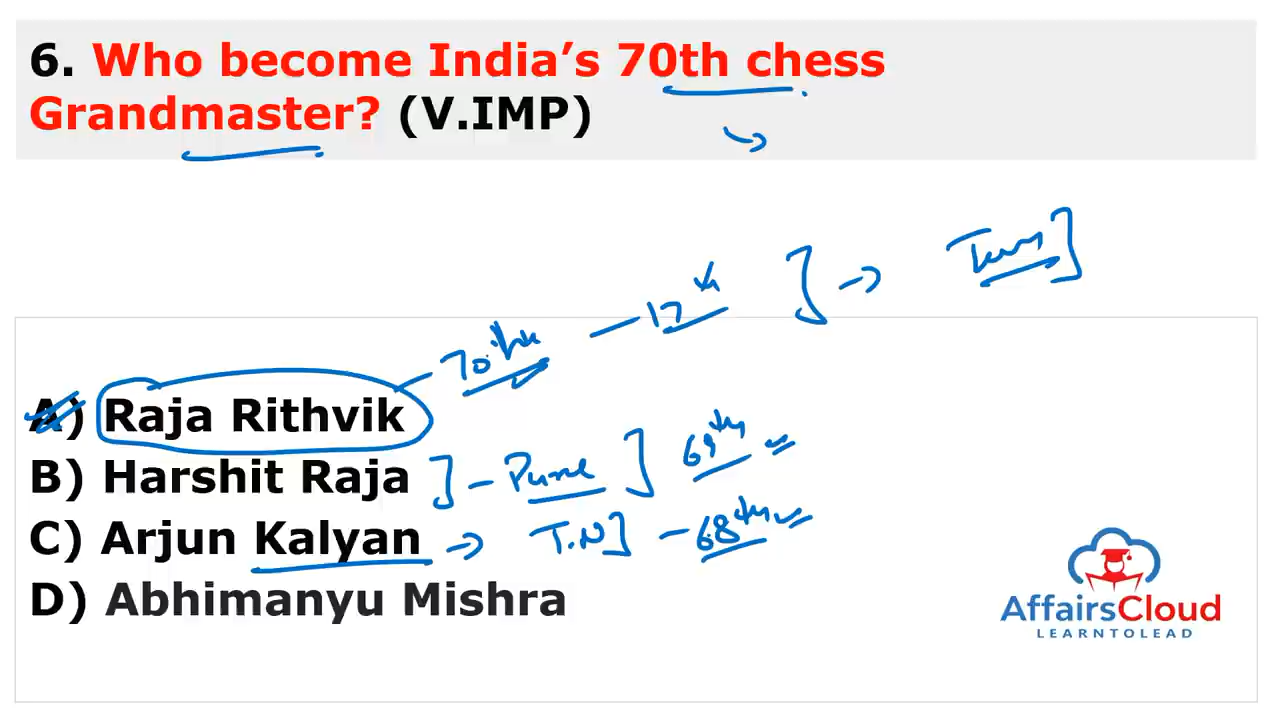 6. Who become India's 70th chess
Grandmaster? (V.IMP)
70th - 17th
A) Raja Rithvik
B) Harshit Raja - Pune 69th
C) Arjun Kalyan → T.N - 68th
D) Abhimanyu Mishra
AffairsCloud
LEARNTOLEAD